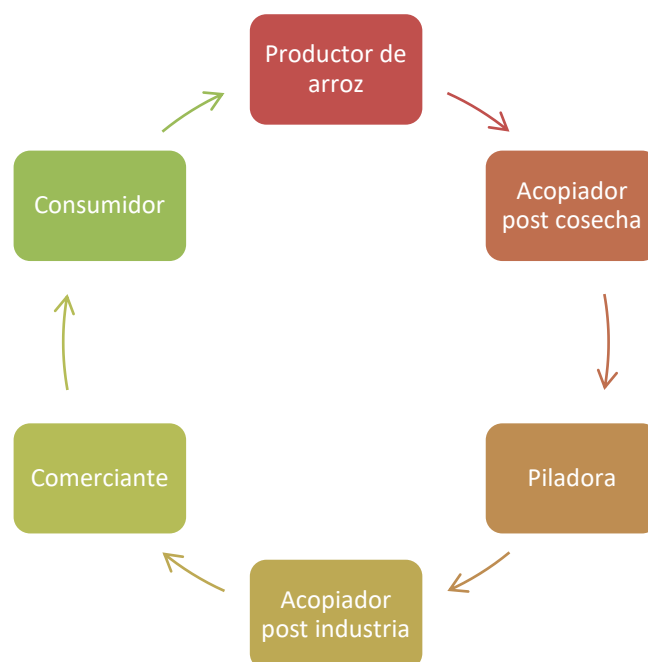 Productor de
arroz
Acopiador
post cosecha
Piladora
Acopiador
post industria
Comerciante
Consumidor